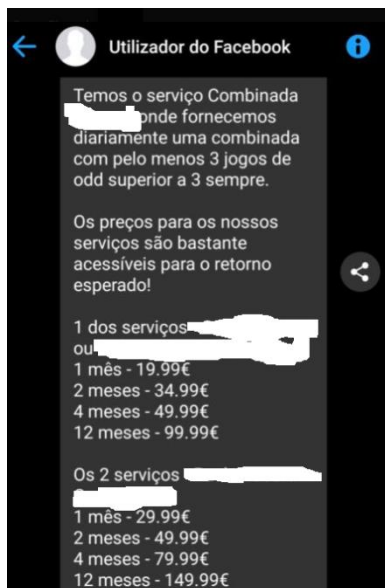 Utilizador do Facebook
Temos o serviço Combinada
onde fornecemos
diariamente uma combinada
com pelo menos 3 jogos de
odd superior a 3 sempre.
Os preços para os nossos
serviços são bastante
acessíveis para o retorno
esperado!
1 dos serviços
ou
1 mês - 19.99€
2 meses - 34.99€
4 meses - 49.99€
12 meses - 99.99€
Os 2 serviços
1 mês - 29.99€
2 meses - 49.99€
4 meses - 79.99€
12 meses - 149.99€